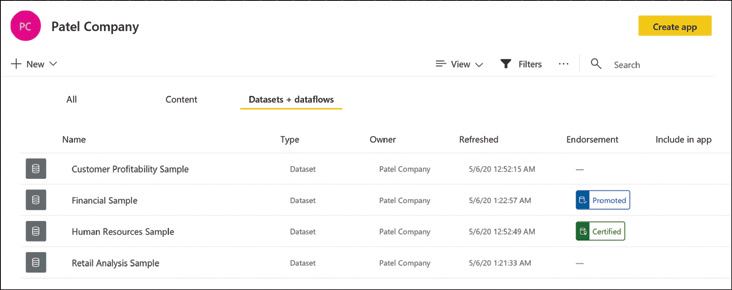 PC Patel Company Create app
New View Filters ... Search
All Content Datasets + dataflows
Name Type Owner Refreshed Endorsement Include in app
Customer Profitability Sample Dataset Patel Company 5/6/20 12:52:15 AM —
Financial Sample Dataset Patel Company 5/6/20 1:22:57 AM Promoted
Human Resources Sample Dataset Patel Company 5/6/20 12:52:49 AM Certified
Retail Analysis Sample Dataset Patel Company 5/6/20 1:21:33 AM —